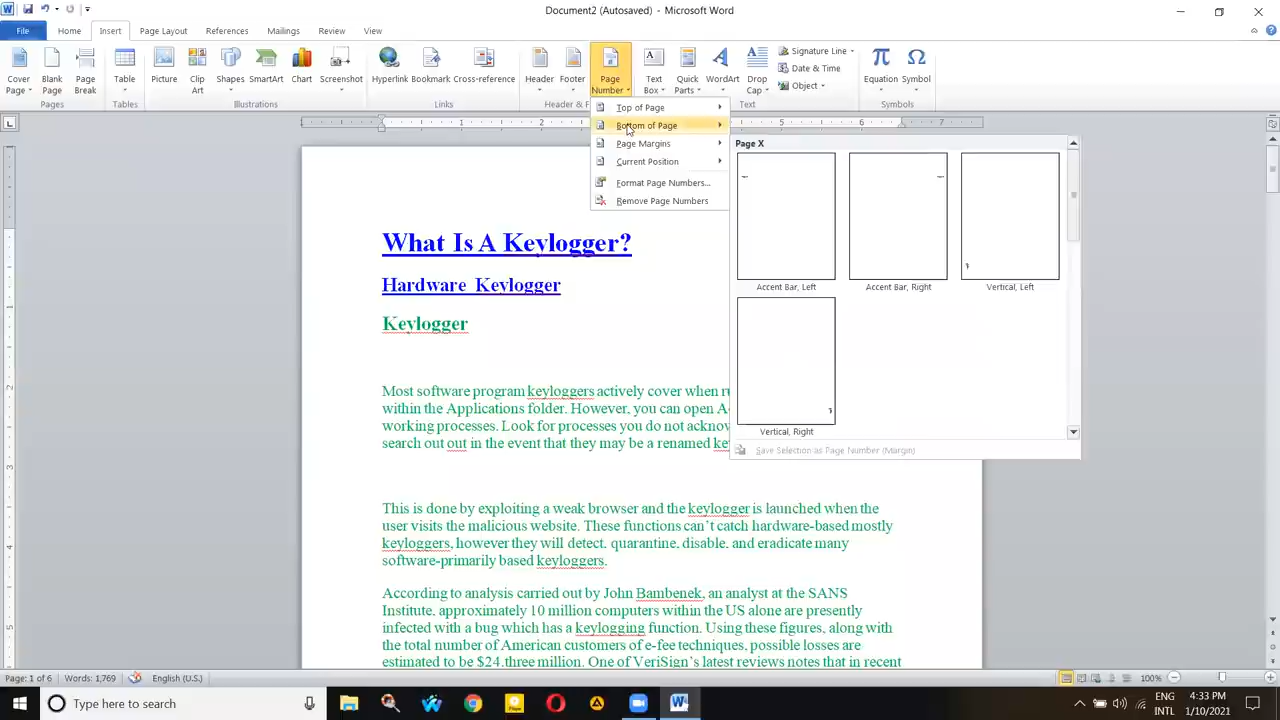 Document2 (Autosaved) - Microsoft Word
File Home Insert Page Layout References Mailings Review View
Cover Page Blank Page Page Break Table Picture Clip Art Shapes SmartArt Chart Screenshot Hyperlink Bookmark Cross-reference Header Footer Page Number Text Box Quick Parts WordArt Drop Cap Signature Line Date & Time Object Equation Symbol
Pages Tables Illustrations Links Header & F Text Symbols
Top of Page
Bottom of Page
Page Margins
Current Position
Format Page Numbers...
Remove Page Numbers
Page X
Accent Bar, Left
Accent Bar, Right
Vertical, Left
Vertical, Right
Save Selection as Page Number (Margin)
What Is A Keylogger?
Hardware Keylogger
Keylogger
Most software program keyloggers actively cover when ru
within the Applications folder. However, you can open A
working processes. Look for processes you do not acknow
search out out in the event that they may be a renamed ke
This is done by exploiting a weak browser and the keylogger is launched when the
user visits the malicious website. These functions can't catch hardware-based mostly
keyloggers, however they will detect, quarantine, disable, and eradicate many
software-primarily based keyloggers.
According to analysis carried out by John Bambenek, an analyst at the SANS
Institute, approximately 10 million computers within the US alone are presently
infected with a bug which has a keylogging function. Using these figures, along with
the total number of American customers of e-fee techniques, possible losses are
estimated to be $24.three million. One of VeriSign's latest reviews notes that in recent
Page: 1 of 6 Words: 1,769 English (U.S.) 100%
Type here to search
ENG
INTL
4:33 PM
1/10/2021